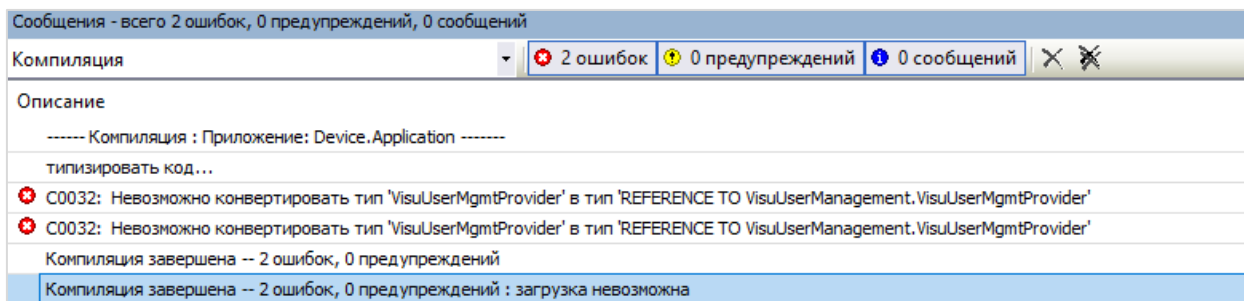 Сообщения - всего 2 ошибок, 0 предупреждений, 0 сообщений
Компиляция 2 ошибок 0 предупреждений 0 сообщений
Описание
------ Компиляция : Приложение: Device.Application -------
типизировать код...
C0032: Невозможно конвертировать тип 'VisuUserMgmtProvider' в тип 'REFERENCE TO VisuUserManagement.VisuUserMgmtProvider'
C0032: Невозможно конвертировать тип 'VisuUserMgmtProvider' в тип 'REFERENCE TO VisuUserManagement.VisuUserMgmtProvider'
Компиляция завершена -- 2 ошибок, 0 предупреждений
Компиляция завершена -- 2 ошибок, 0 предупреждений : загрузка невозможна